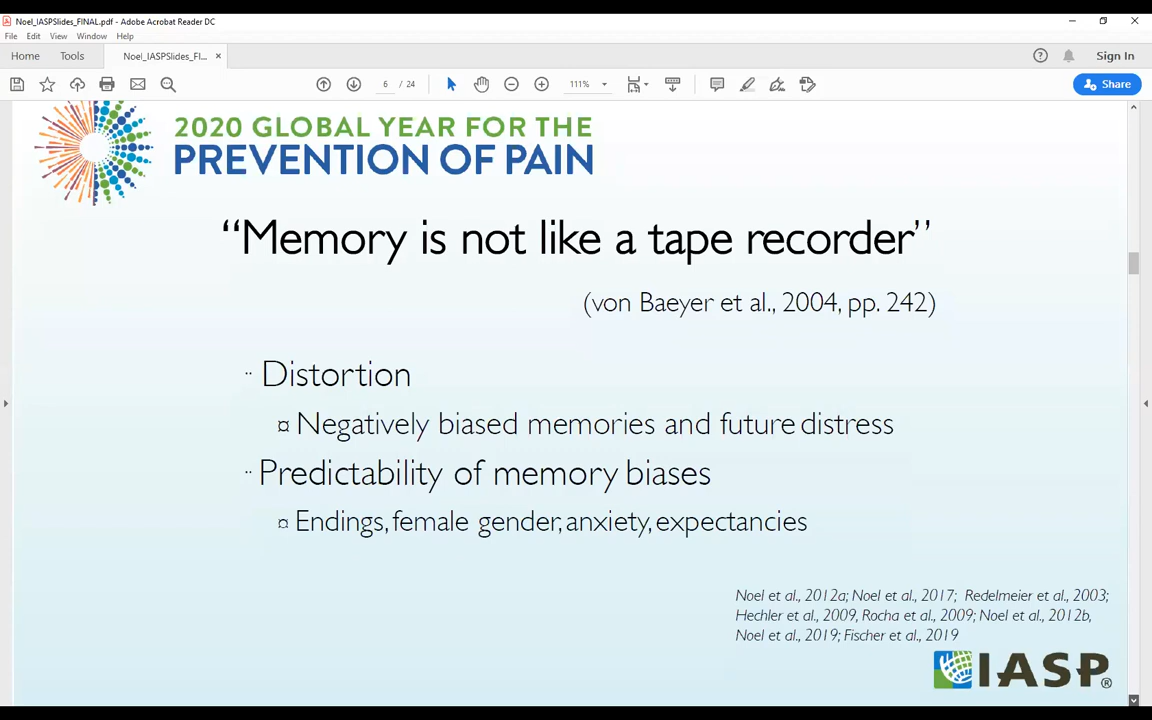 Noel_IASPSlides_FINAL.pdf - Adobe Acrobat Reader DC
File Edit View Window Help
Home Tools Noel_IASPSlides_Fl... × Sign In
6 / 24 111% Share
2020 GLOBAL YEAR FOR THE
PREVENTION OF PAIN
“Memory is not like a tape recorder”
(von Baeyer et al., 2004, pp. 242)
¨ Distortion
¤ Negatively biased memories and future distress
¨ Predictability of memory biases
¤ Endings, female gender, anxiety, expectancies
Noel et al., 2012a; Noel et al., 2017; Redelmeier et al., 2003;
Hechler et al., 2009, Rocha et al., 2009; Noel et al., 2012b,
Noel et al., 2019; Fischer et al., 2019
IASP®